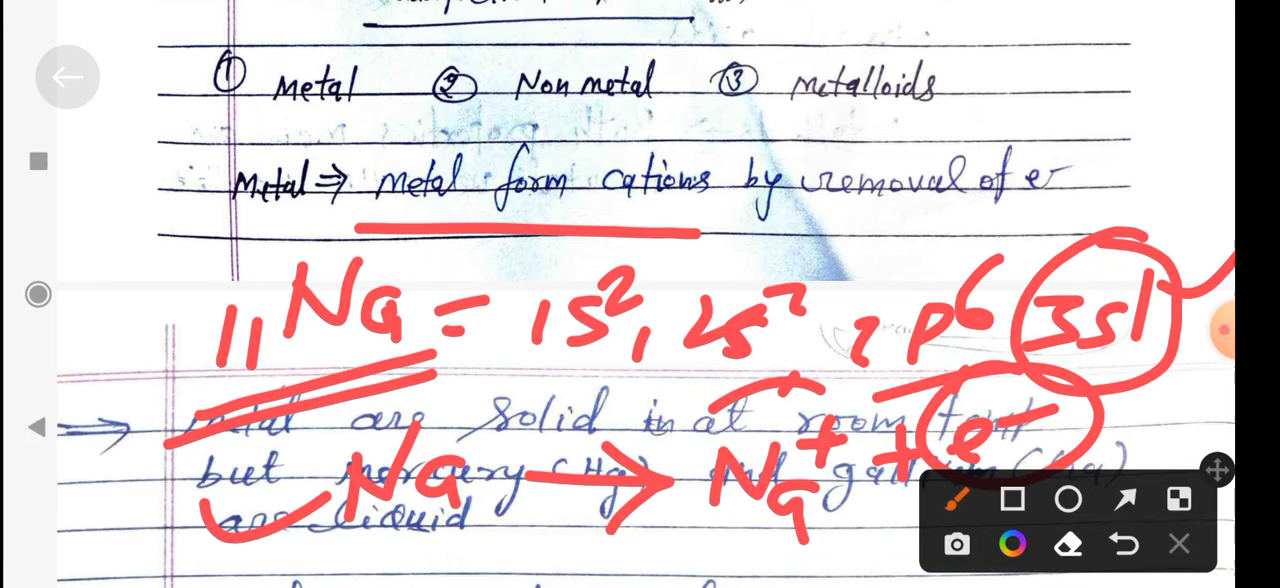 ① Metal ② Non metal ③ Metalloids
Metal ⇒ Metal form cations by removal of e-
11Na = 1s², 2s² 2p6 3s1
⇒ metal are solid in at room temp
but mercury (Hg) and gallium (Ga)
are liquid
Na → Na+ + e-